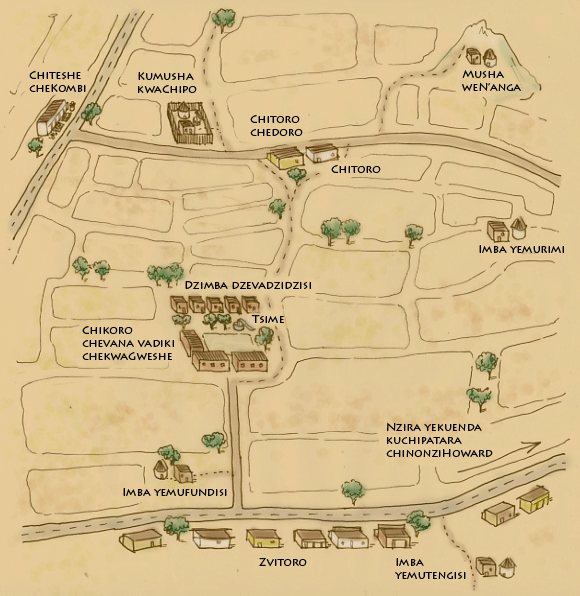 Chiteshe
cheKombi
Kumusha
kwaChipo
Musha
weN'anga
Chitoro
chedoro
Chitoro
Imba yemurimi
Dzimba dzevadzidzisi
Tsime
Chikoro
chevana vadiki
chekwaGweshe
Nzira yekuenda
kuchipatara
chinonziHoward
Imba yemufundisi
Zvitoro
Imba
yemutengisi